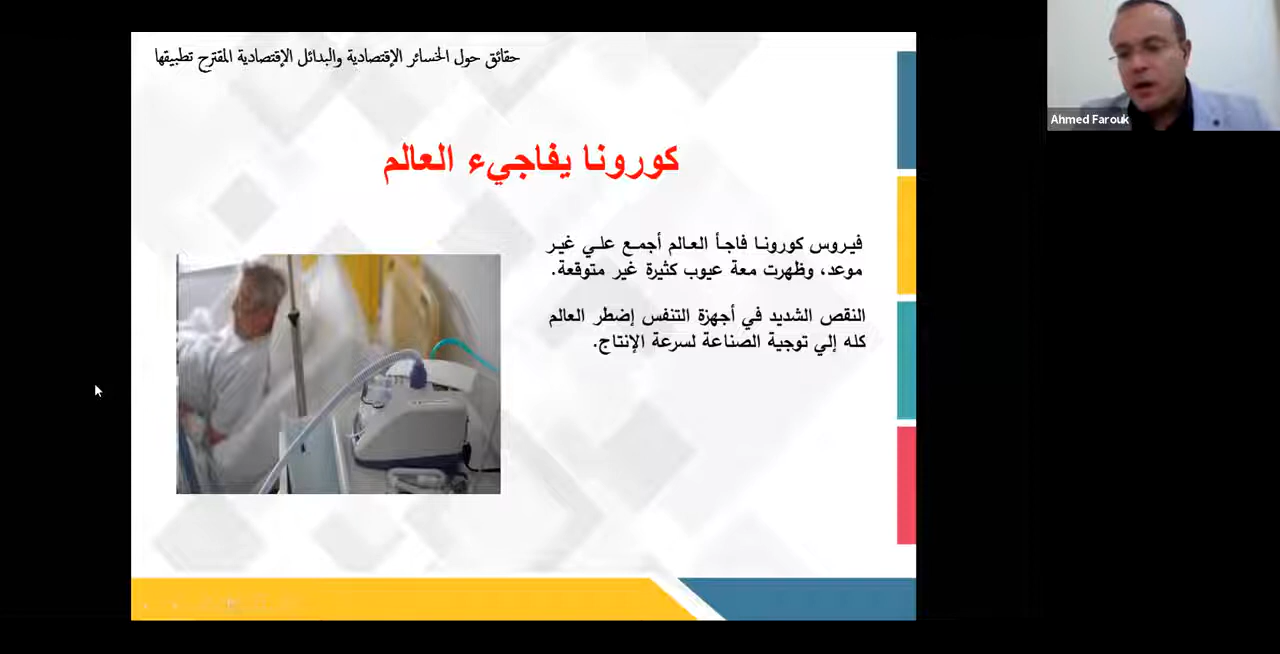 حقائق حول الخسائر الإقتصادية والبدائل الإقتصادية المقترح تطبيقها
كورونا يفاجيء العالم
فيروس كورونا فاجأ العالم أجمع علي غير
موعد، وظهرت معة عيوب كثيرة غير متوقعة.
النقص الشديد في أجهزة التنفس إضطر العالم
كله إلي توجية الصناعة لسرعة الإنتاج.
Ahmed Farouk